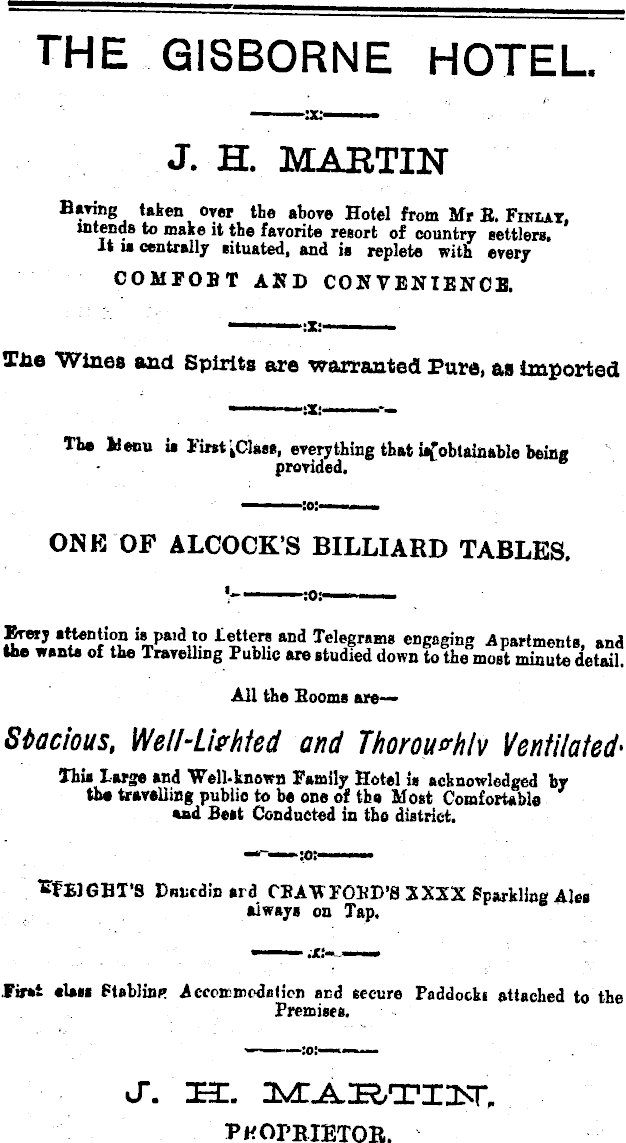 THE GISBORNE HOTEL.
:x:
J. H. MARTIN
Having taken over the above Hotel from Mr R. FINLAY,
intends to make it the favorite resort of country settlers.
It is centrally situated, and is replete with every
COMFORT AND CONVENIENCE.
:x:
The Wines and Spirits are warranted Pure, as imported
:x:
The Menu is First Class, everything that is obtainable being
provided.
:o:
ONE OF ALCOCK'S BILLIARD TABLES.
:o:
Every attention is paid to Letters and Telegrams engaging Apartments, and
the wants of the Travelling Public are studied down to the most minute detail.
All the Rooms are—
Spacious, Well-Lighted and Thoroughly Ventilated.
This Large and Well-known Family Hotel is acknowledged by
the travelling public to be one of the Most Comfortable
and Best Conducted in the district.
:o:
SPEIGHT'S Dunedin and CRAWFORD'S XXXX Sparkling Ales
always on Tap.
:x:
First class Stabling Accommodation and secure Paddocks attached to the
Premises.
:o:
J. H. MARTIN,
PROPRIETOR.